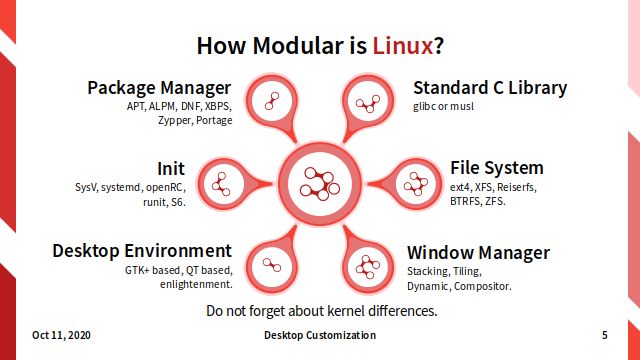 How Modular is Linux?
Package Manager
APT, ALPM, DNF, XBPS,
Zypper, Portage
Standard C Library
glibc or musl
Init
SysV, systemd, openRC,
runit, S6.
File System
ext4, XFS, Reiserfs,
BTRFS, ZFS.
Desktop Environment
GTK+ based, QT based,
enlightenment.
Window Manager
Stacking, Tiling,
Dynamic, Compositor.
Do not forget about kernel differences.
Oct 11, 2020
Desktop Customization
5